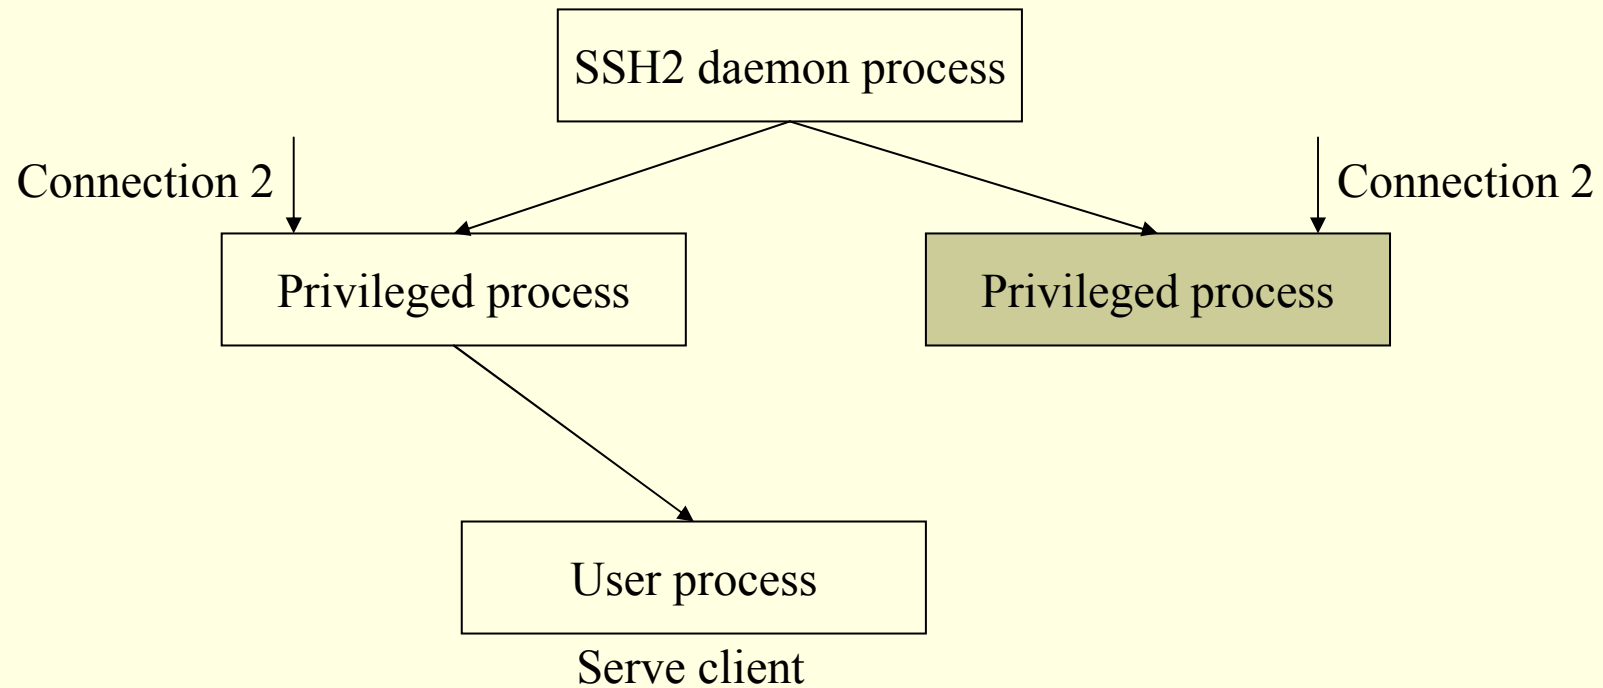 SSH2 daemon process
Connection 2
Connection 2
Privileged process
Privileged process
User process
Serve client